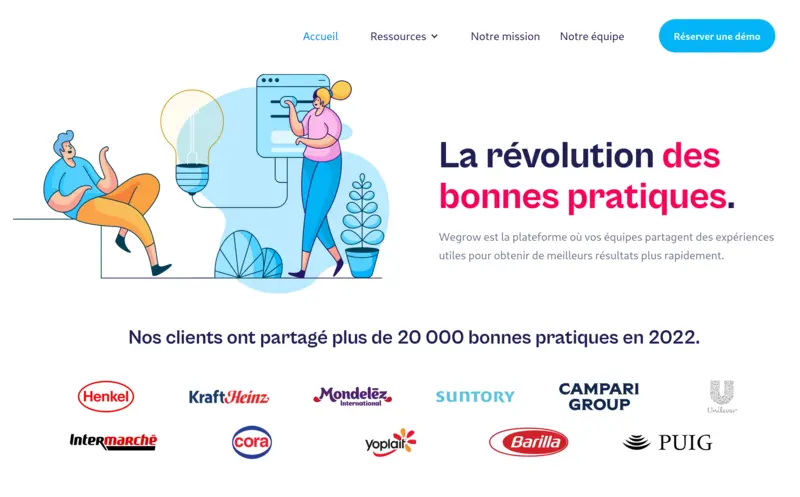 Accueil
Ressources
Notre mission
Notre équipe
Réserver une démo
La révolution des
bonnes pratiques.
Wegrow est la plateforme où vos équipes partagent des expériences
utiles pour obtenir de meilleurs résultats plus rapidement.
Nos clients ont partagé plus de 20 000 bonnes pratiques en 2022.
Henkel
KraftHeinz
Mondelēz
International
SUNTORY
CAMPARI
GROUP
Unilever
Intermarché
cora
yoplait
Barilla
PUIG